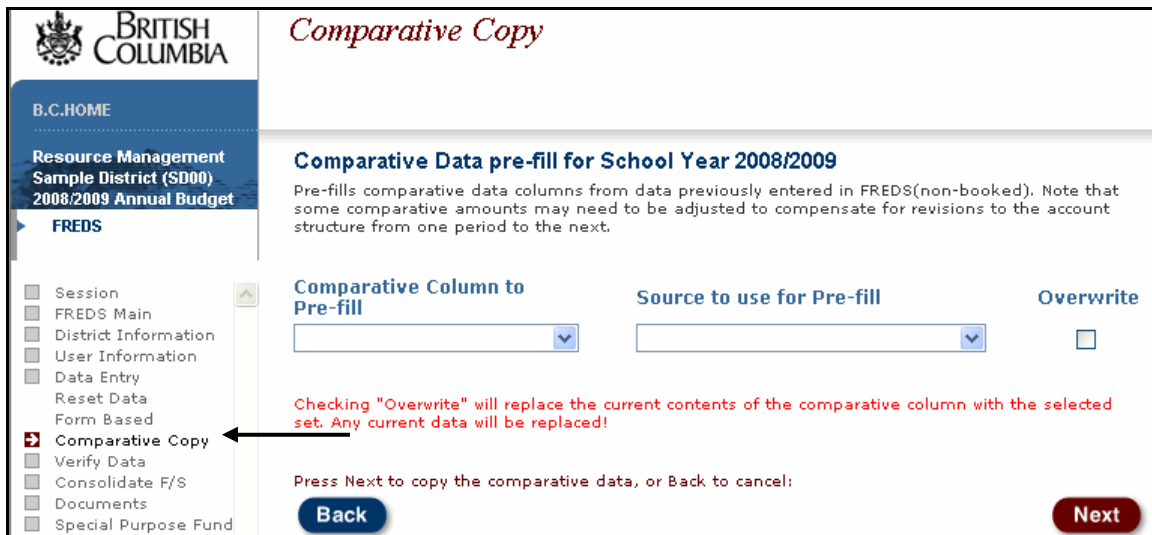 BRITISH
COLUMBIA
Comparative Copy
B.C.HOME
Resource Management
Sample District (SD00)
2008/2009 Annual Budget
FREDS
Session
FREDS Main
District Information
User Information
Data Entry
Reset Data
Form Based
Comparative Copy
Verify Data
Consolidate F/S
Documents
Special Purpose Fund
Comparative Data pre-fill for School Year 2008/2009
Pre-fills comparative data columns from data previously entered in FREDS(non-booked). Note that
some comparative amounts may need to be adjusted to compensate for revisions to the account
structure from one period to the next.
Comparative Column to
Pre-fill
Source to use for Pre-fill
Overwrite
Checking "Overwrite" will replace the current contents of the comparative column with the selected
set. Any current data will be replaced!
Press Next to copy the comparative data, or Back to cancel:
Back
Next